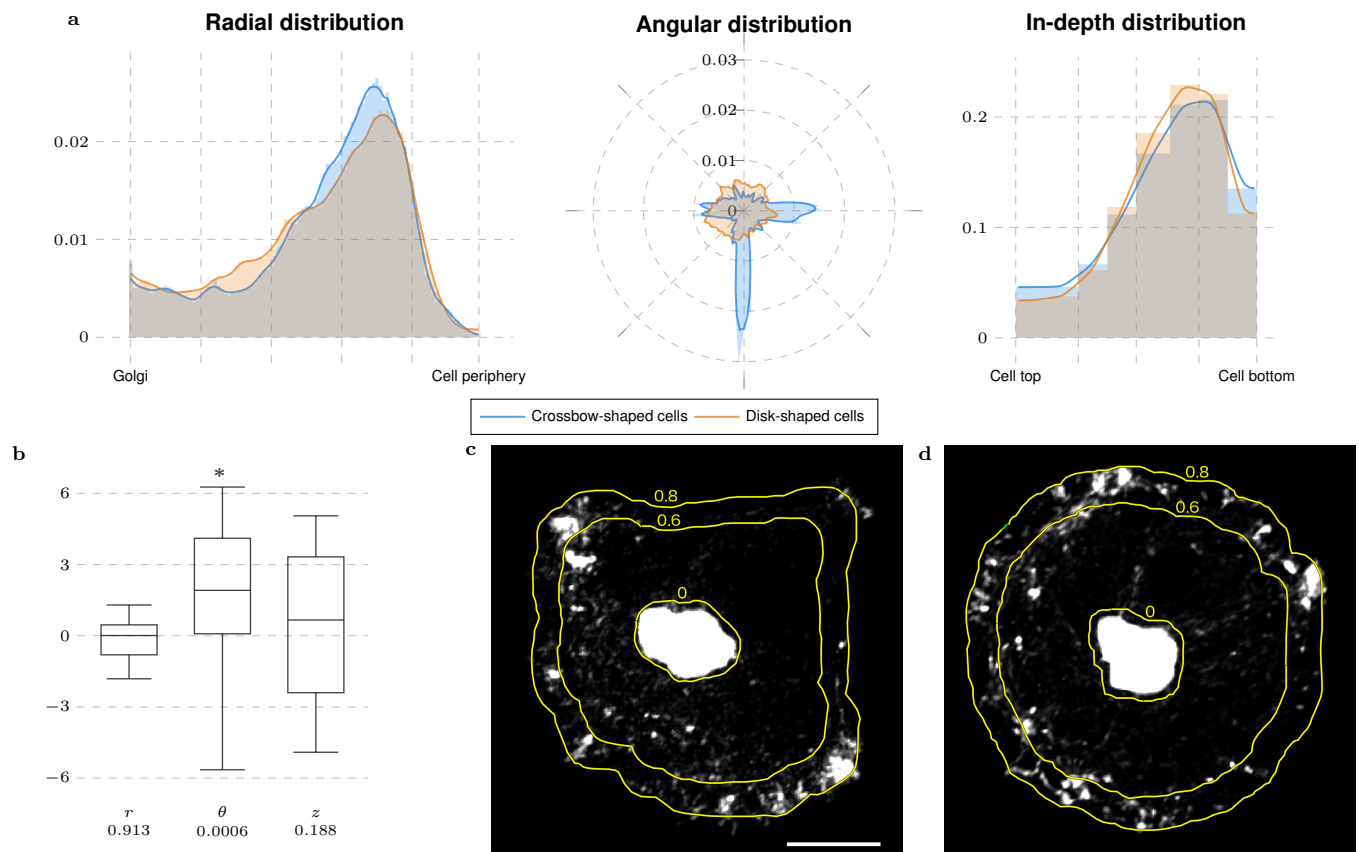 a
Radial distribution
0.02
0.01
0
Golgi
Cell periphery
Angular distribution
0.03
0.02
0.01
0
In-depth distribution
0.2
0.1
0
Cell top
Cell bottom
Crossbow-shaped cells
Disk-shaped cells
b
*
6
3
0
−3
−6
r
θ
z
0.913
0.0006
0.188
c
0.8
0.6
0
d
0.8
0.6
0